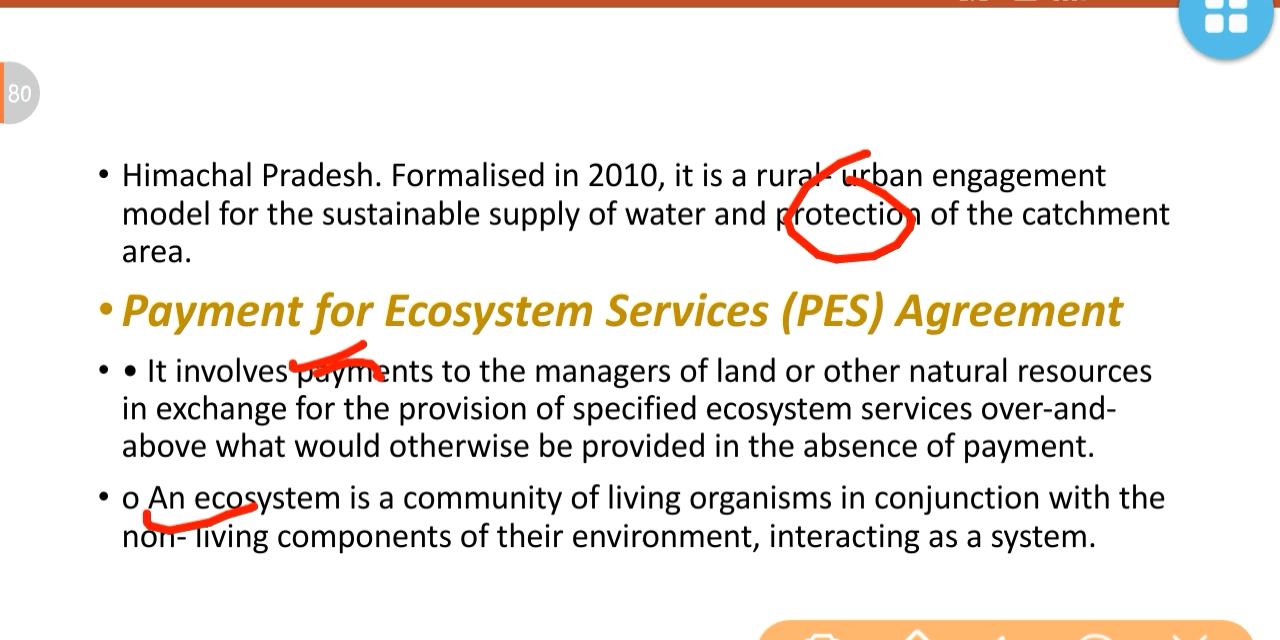 80
• Himachal Pradesh. Formalised in 2010, it is a rural- urban engagement
model for the sustainable supply of water and protection of the catchment
area.
• Payment for Ecosystem Services (PES) Agreement
• • It involves payments to the managers of land or other natural resources
in exchange for the provision of specified ecosystem services over-and-
above what would otherwise be provided in the absence of payment.
• o An ecosystem is a community of living organisms in conjunction with the
non- living components of their environment, interacting as a system.